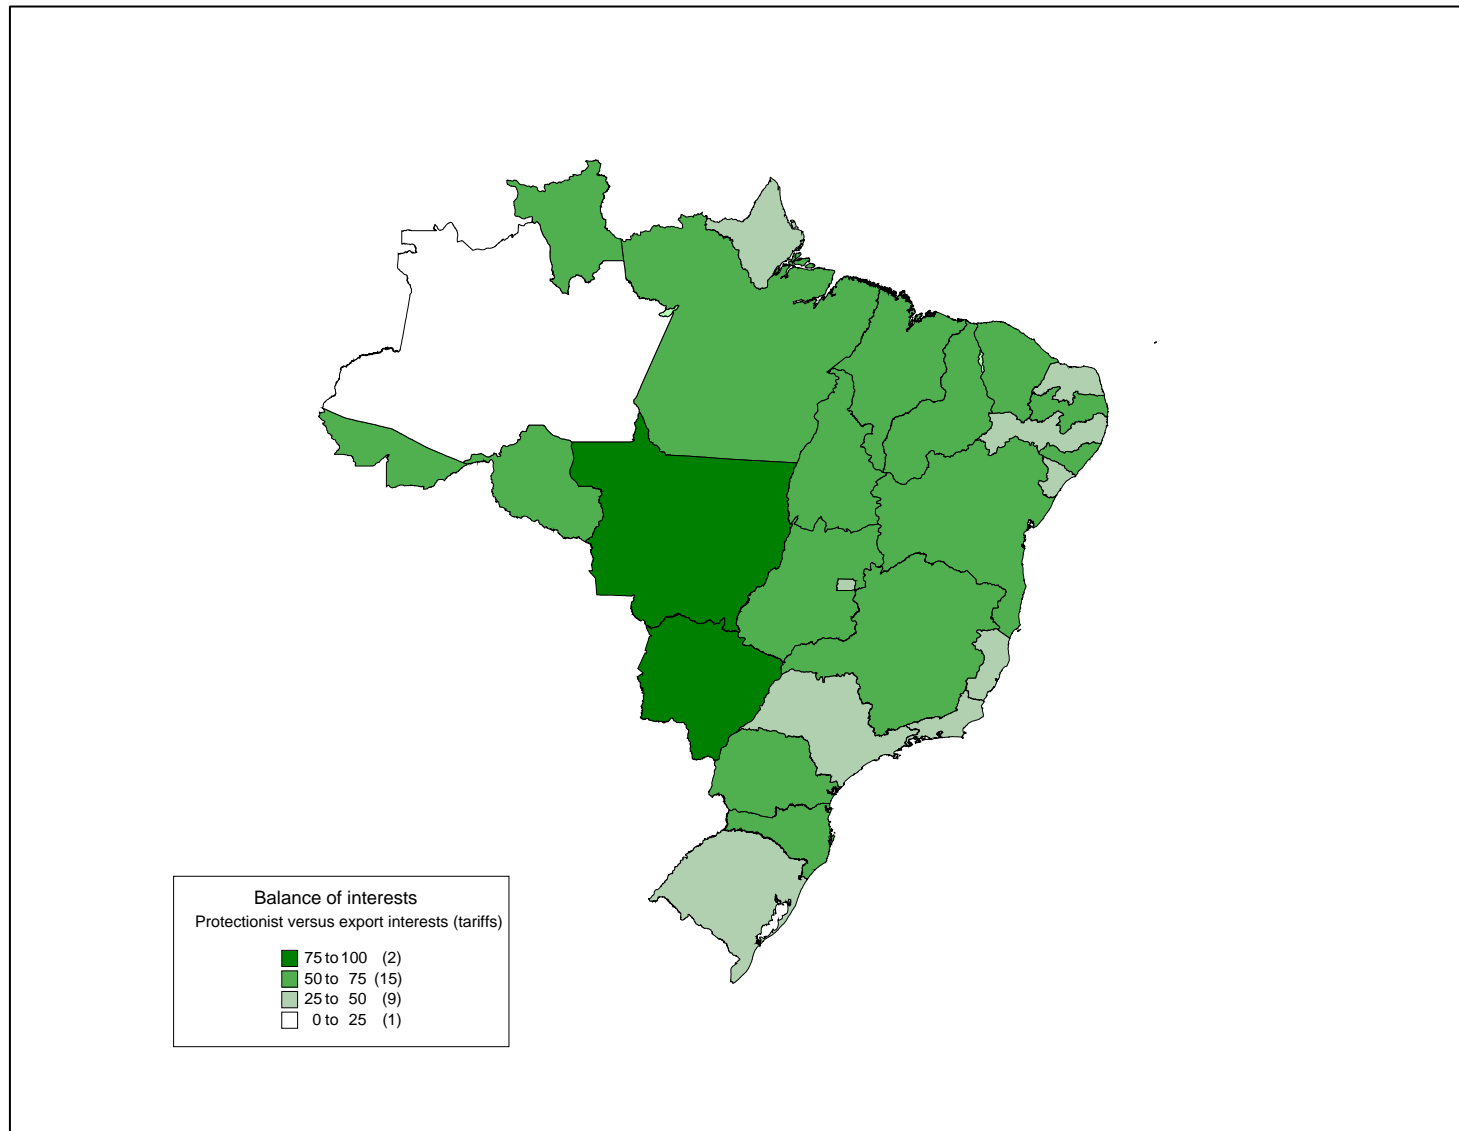 Balance of interests
Protectionist versus export interests (tariffs)
75 to 100 (2)
50 to 75 (15)
25 to 50 (9)
0 to 25 (1)